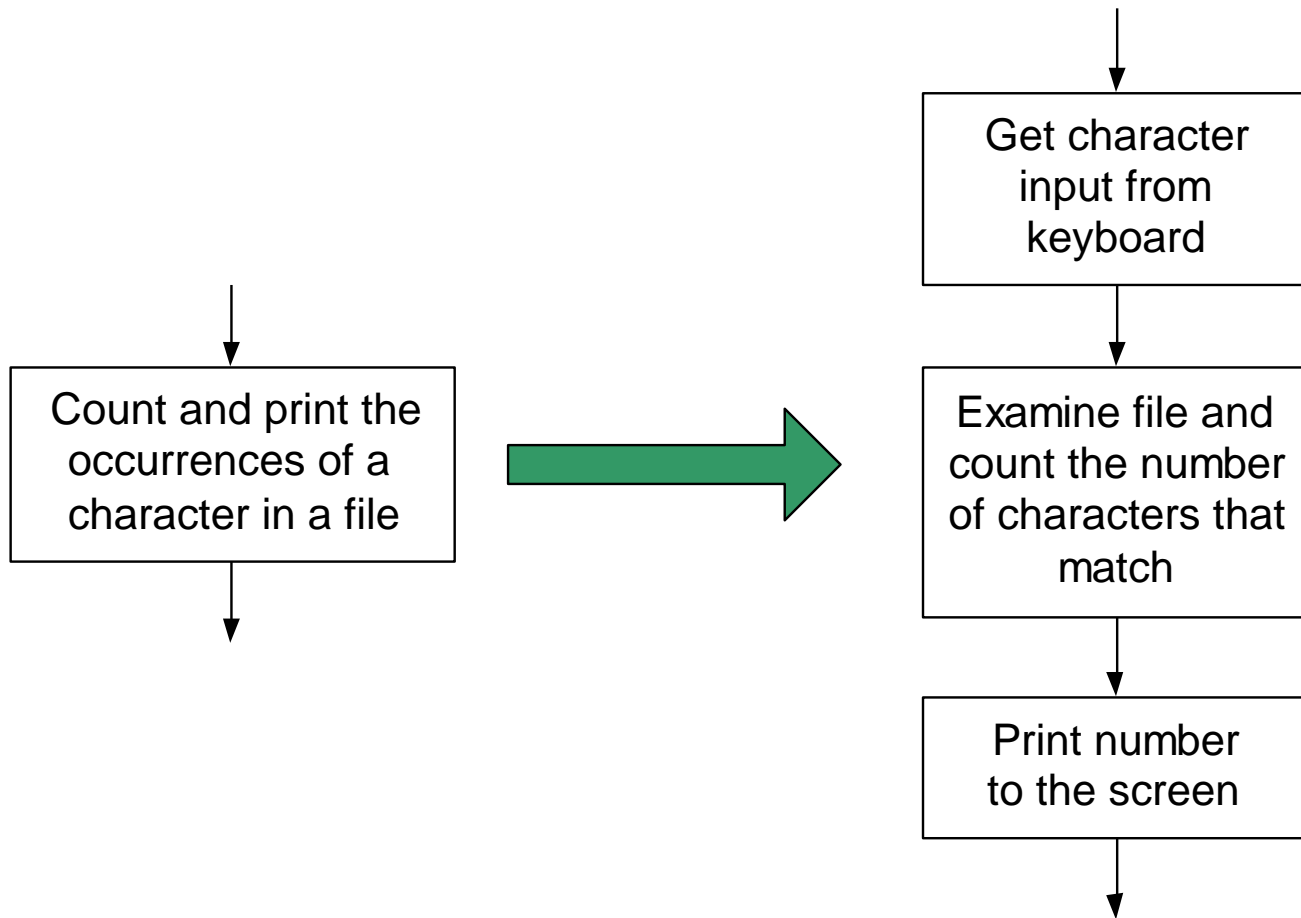 Count and print the
occurrences of a
character in a file
Get character
input from
keyboard
Examine file and
count the number
of characters that
match
Print number
to the screen